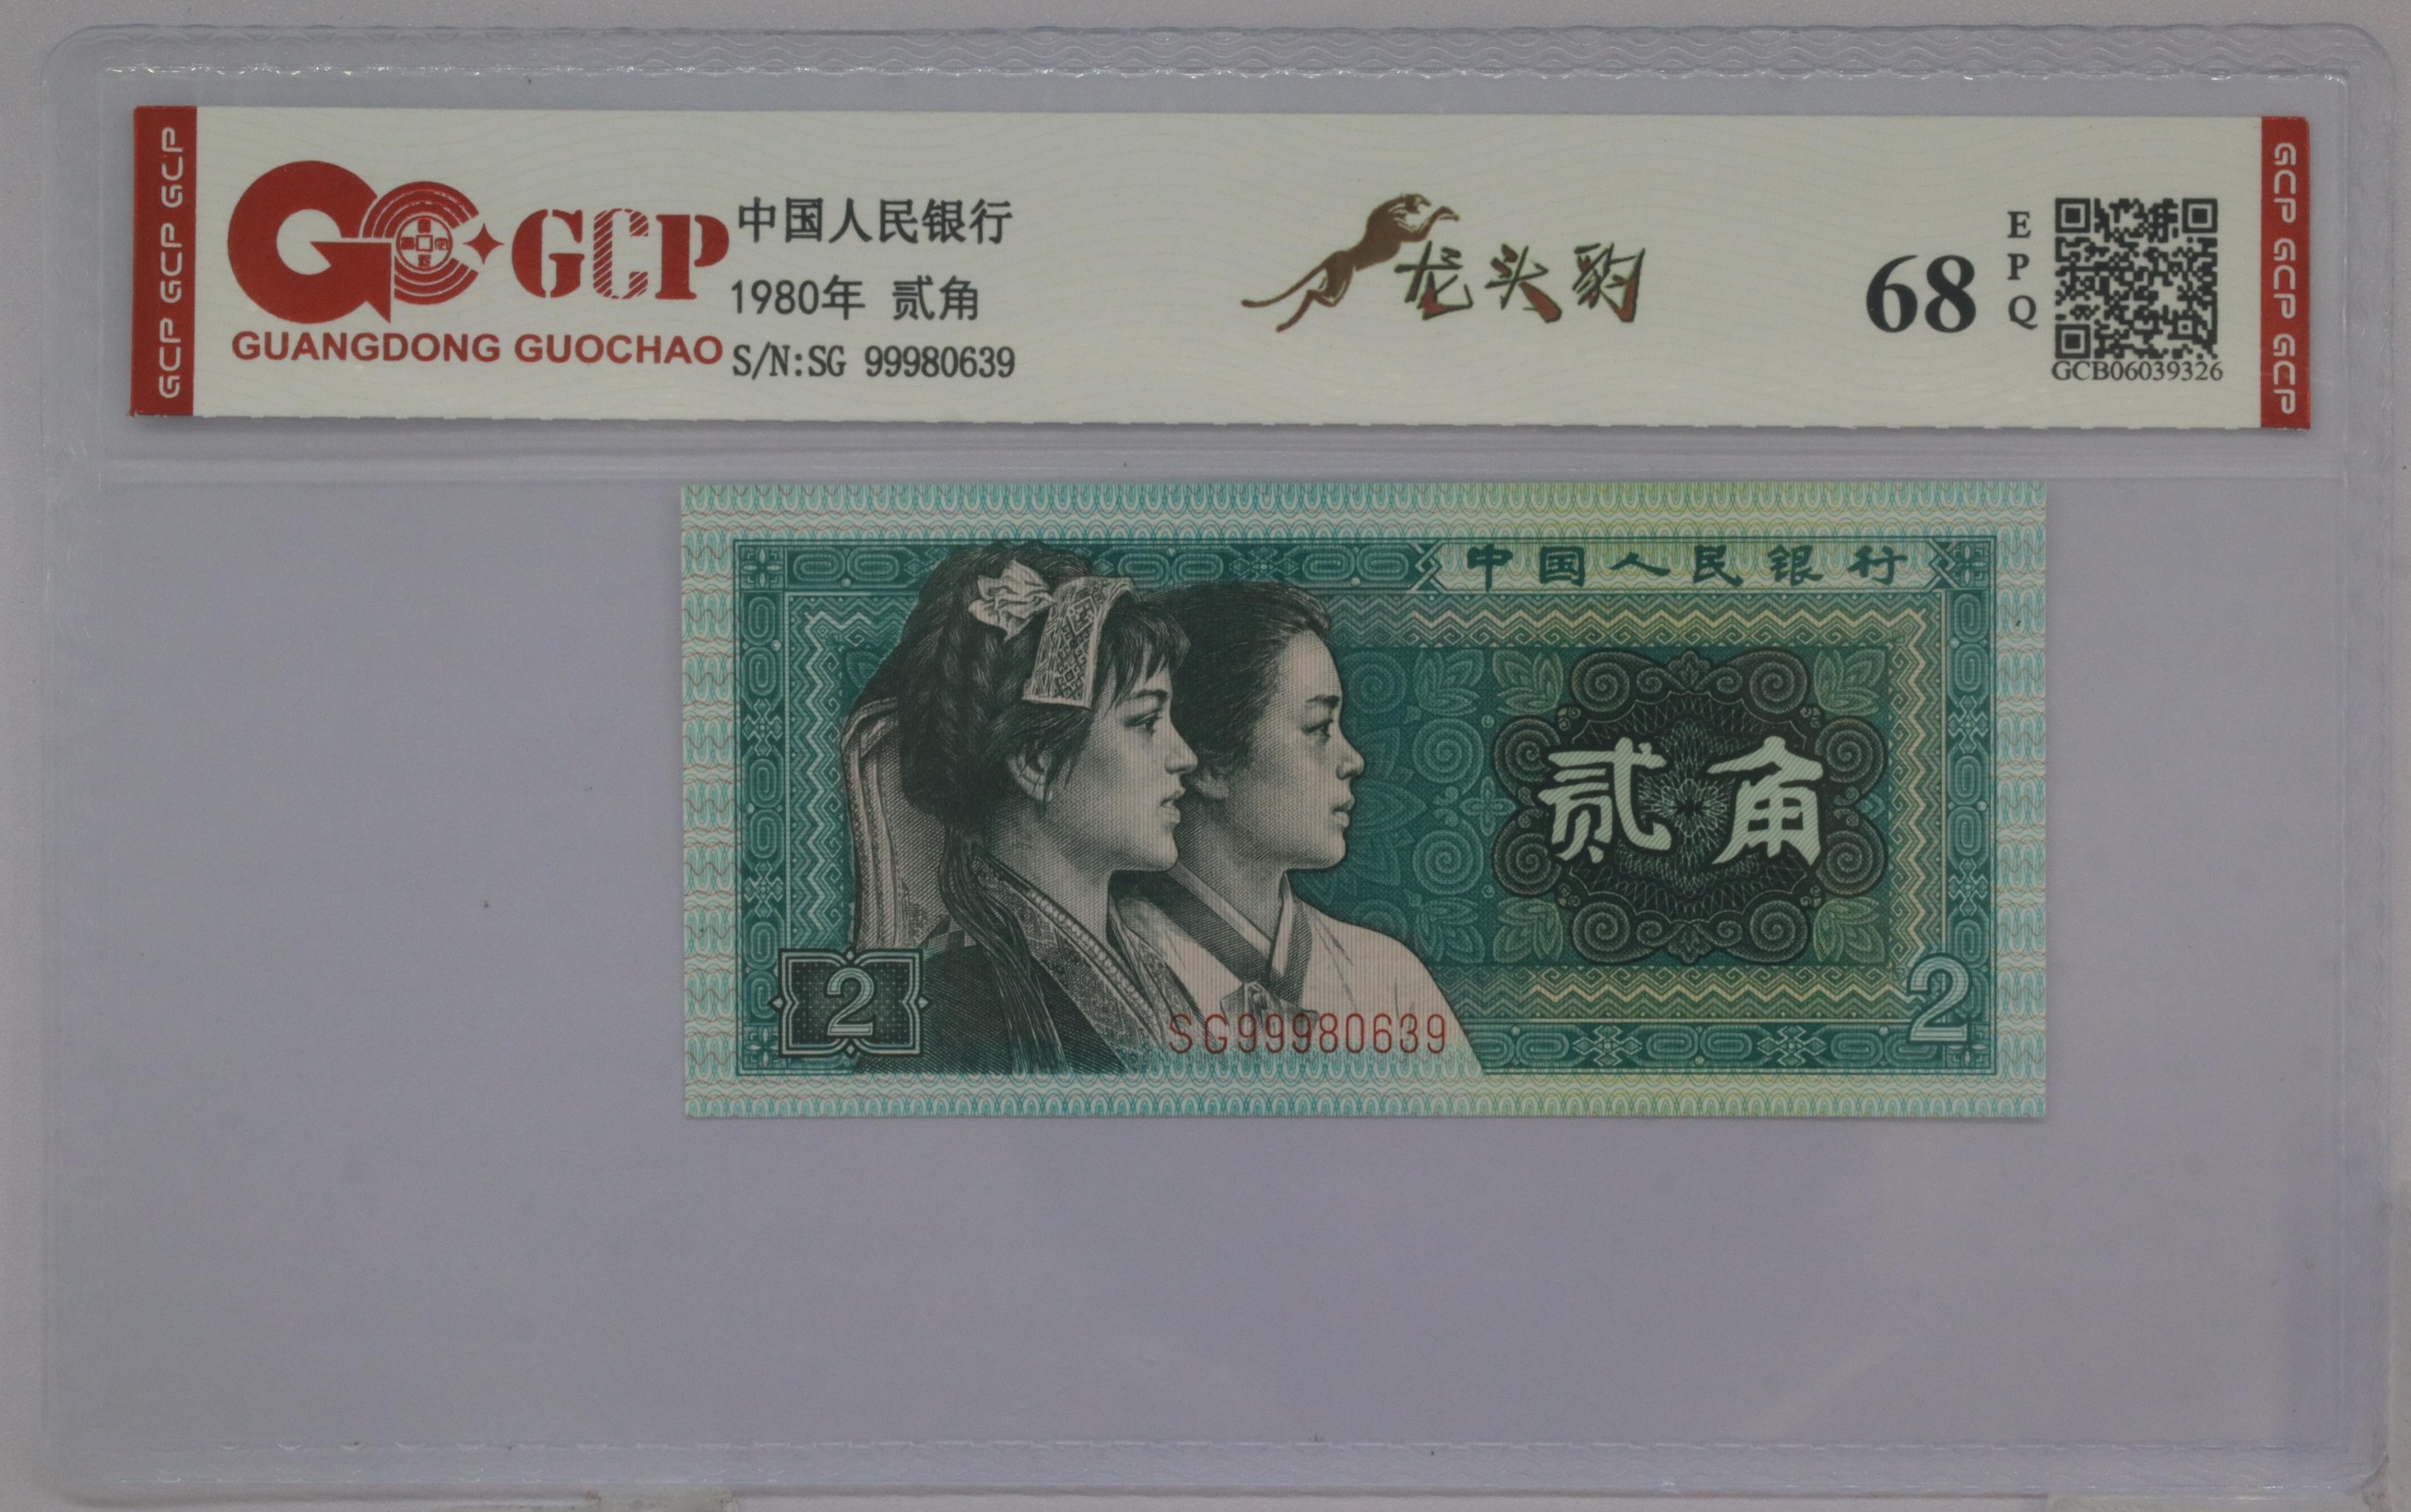 GCP GCP GCP
GCP
GUANGDONG GUOCHAO
中国人民银行
1980年 贰角
S/N:SG 99980639
龙头豹
68
EPQ
GCB06039326
GCP GCP GCP
中国人民银行
贰角
2
2
SG99980639